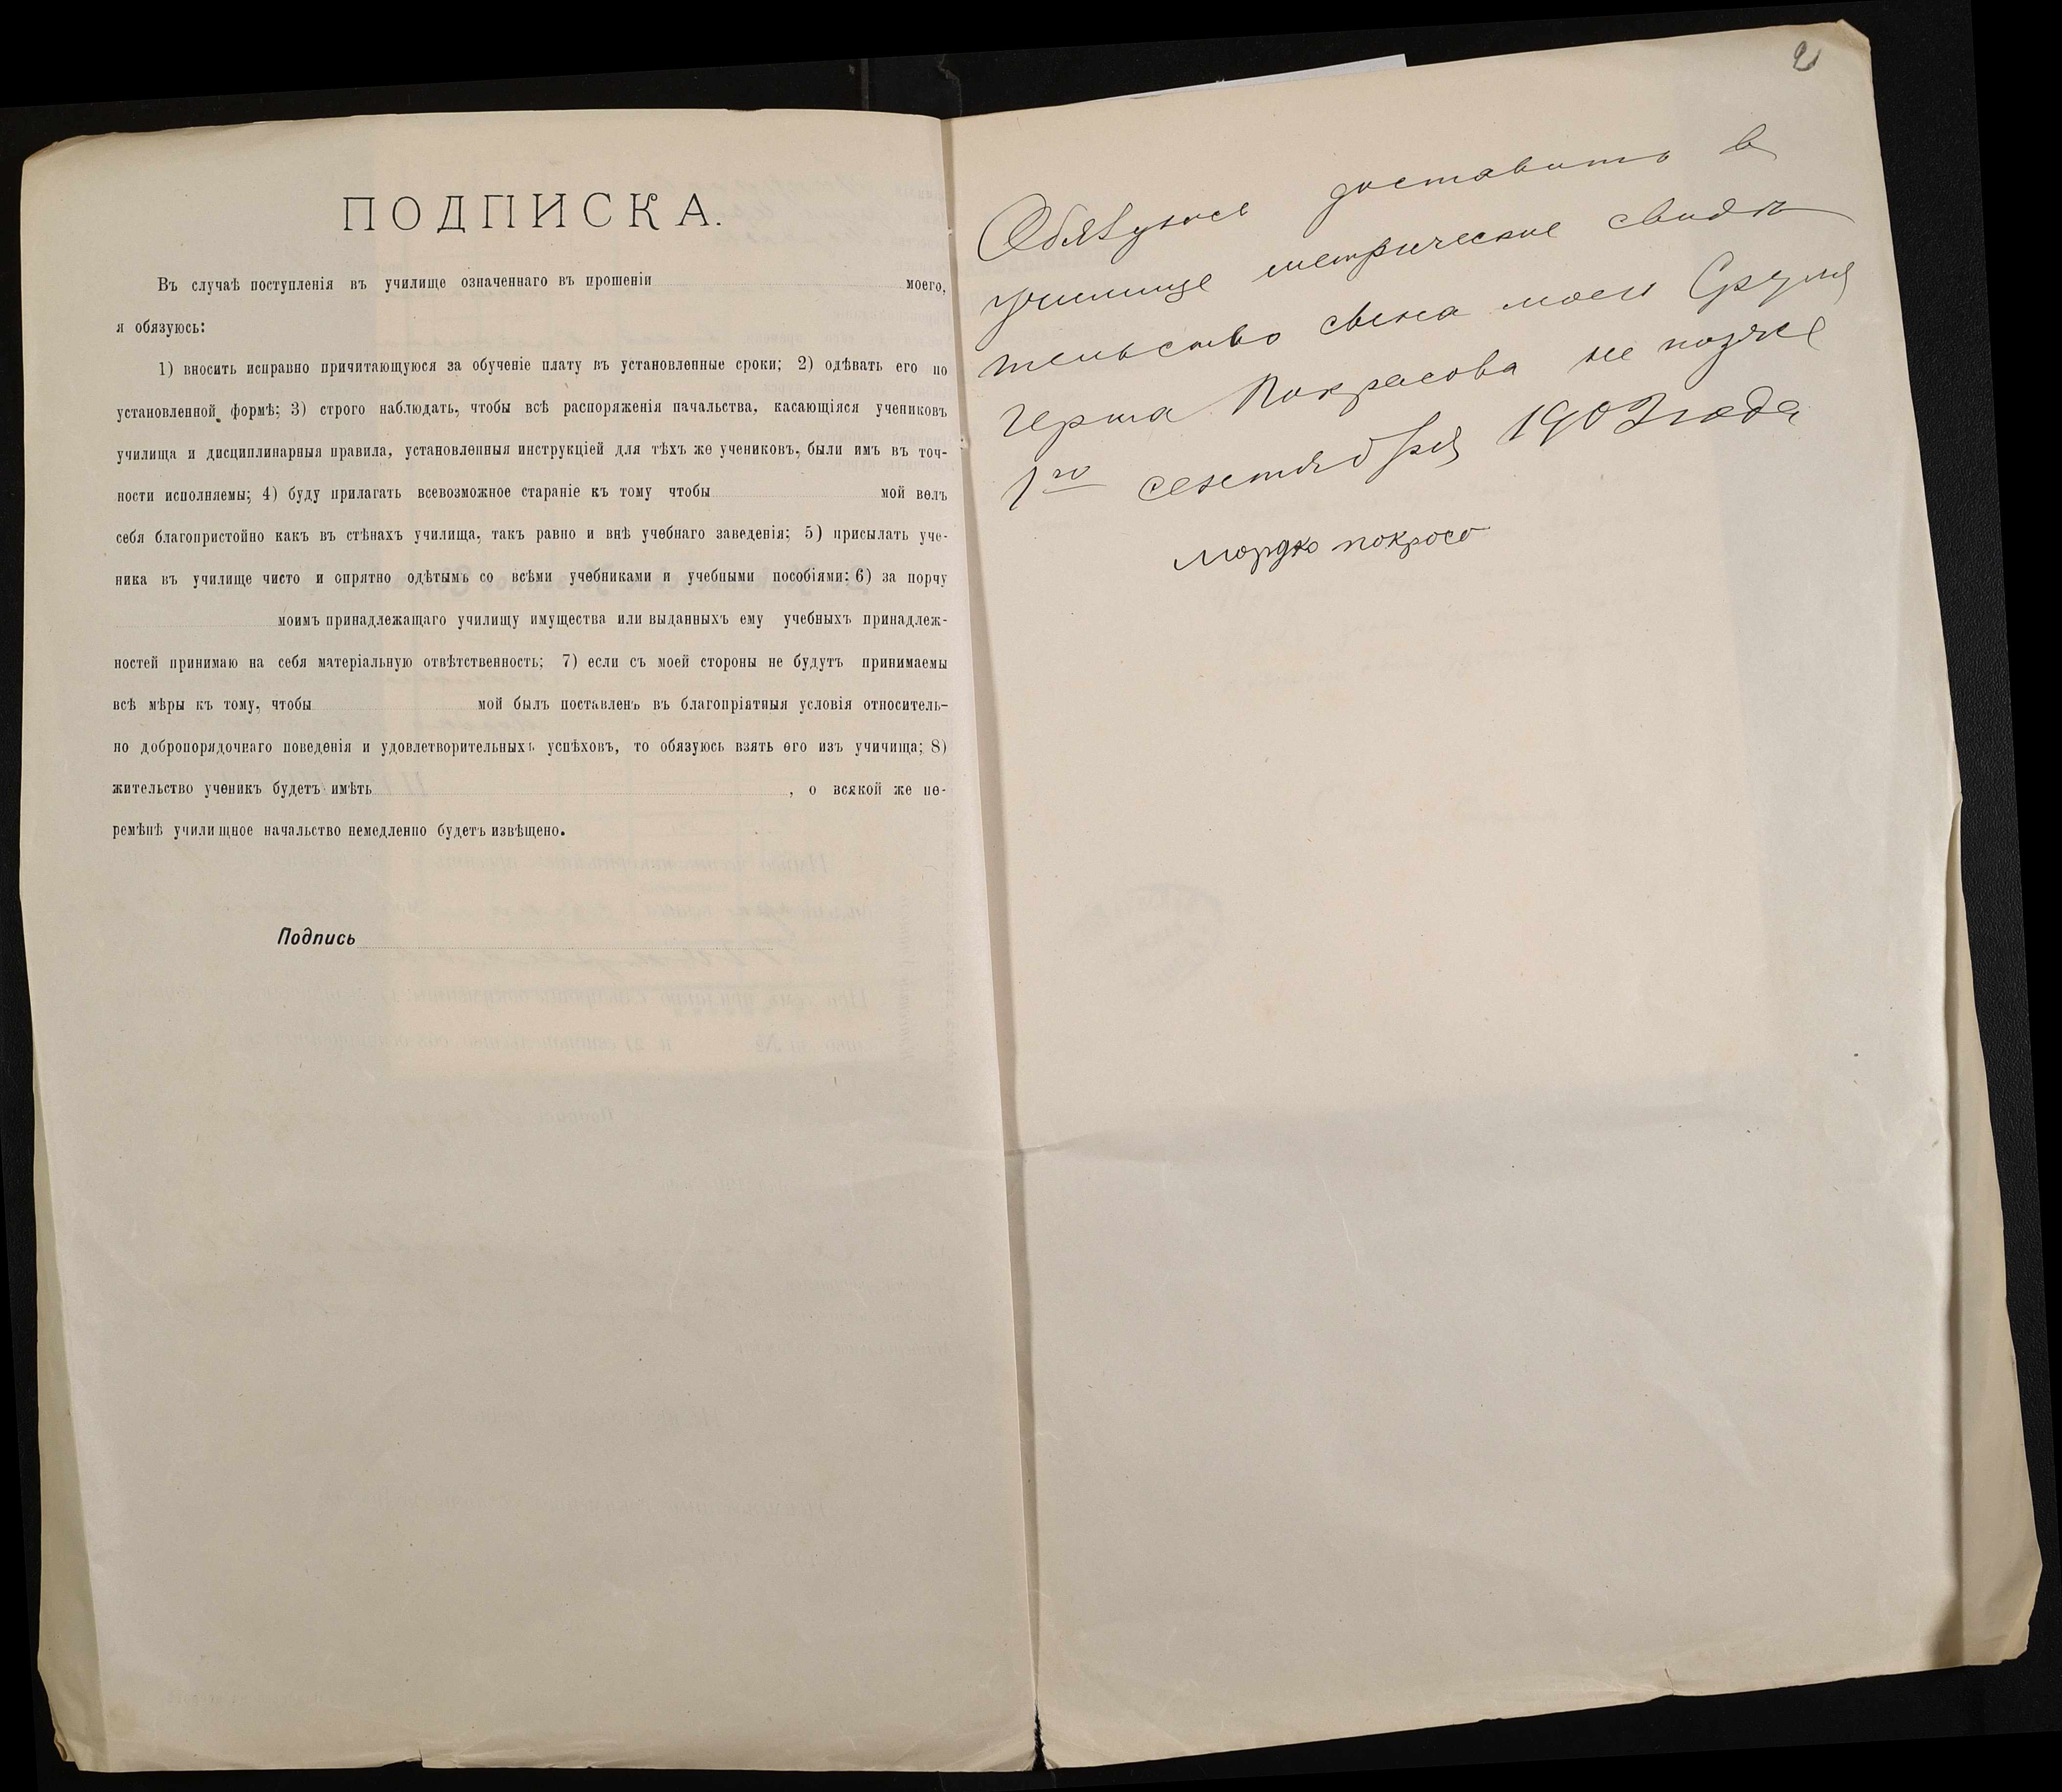 ПОДПИСКА.
Въ случаѣ поступленія въ училище означеннаго въ прошеніи моего,
я обязуюсь:
1) вносить исправно причитающуюся за обученіе плату въ установленные сроки; 2) одѣвать его по
установленной формѣ; 3) строго наблюдать, чтобы всѣ распоряженія начальства, касающіяся учениковъ
училища и дисциплинарныя правила, установленныя инструкціей для тѣхъ же учениковъ, были имъ въ точ-
ности исполняемы; 4) буду прилагать всевозможное стараніе къ тому чтобы мой велъ
себя благопристойно какъ въ стѣнахъ училища, такъ равно и внѣ учебнаго заведенія; 5) присылать уче-
ника въ училище чисто и опрятно одѣтымъ со всѣми учебниками и учебными пособіями: 6) за порчу
моимъ принадлежащаго училищу имущества или выданныхъ ему учебныхъ принадлеж-
ностей принимаю на себя матеріальную отвѣтственность; 7) если съ моей стороны не будутъ принимаемы
всѣ мѣры къ тому, чтобы мой былъ поставленъ въ благопріятныя условія относитель-
но добропорядочнаго поведенія и удовлетворительныхъ успѣховъ, то обязуюсь взять его изъ учичища; 8)
жительство ученикъ будетъ имѣть , о всякой же пе-
ремѣнѣ училищное начальство немедленно будетъ извѣщено.
Подпись
2
Обязуюсь доставить в
училище метрическое свидѣ
тельство сына моего Сруля
Герша Покрасова не позже
1го сентября 1903 года
мордко покросо